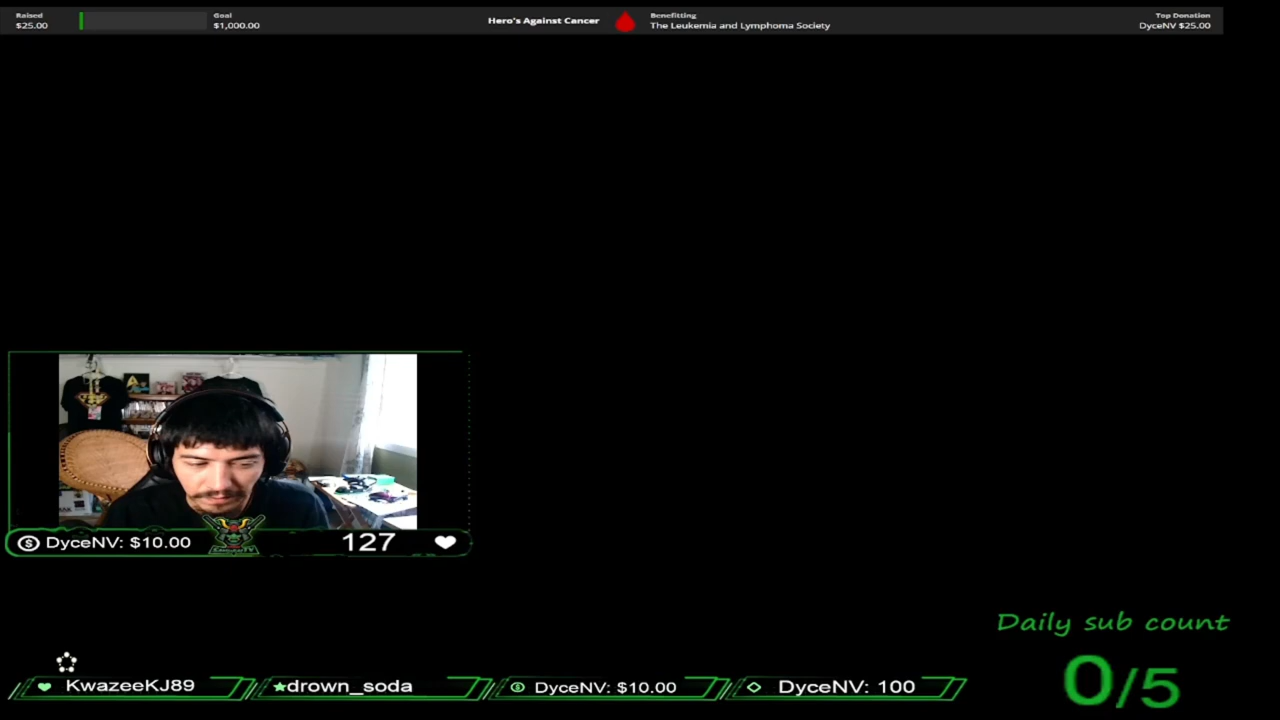 Raised
$25.00
Goal
$1,000.00
Hero's Against Cancer
Benefitting
The Leukemia and Lymphoma Society
Top Donation
DyceNV $25.00
DyceNV: $10.00
127
Daily sub count
0/5
KwazeeKJ89
drown_soda
DyceNV: $10.00
DyceNV: 100